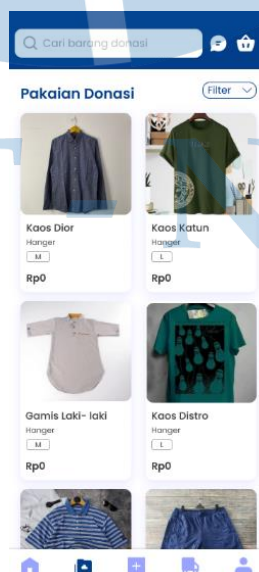 Cari barang donasi
Pakaian Donasi
Filter
Kaos Dior
Hanger
M
Rp0
Kaos Katun
Hanger
L
Rp0
Gamis Laki- laki
Hanger
M
Rp0
Kaos Distro
Hanger
L
Rp0